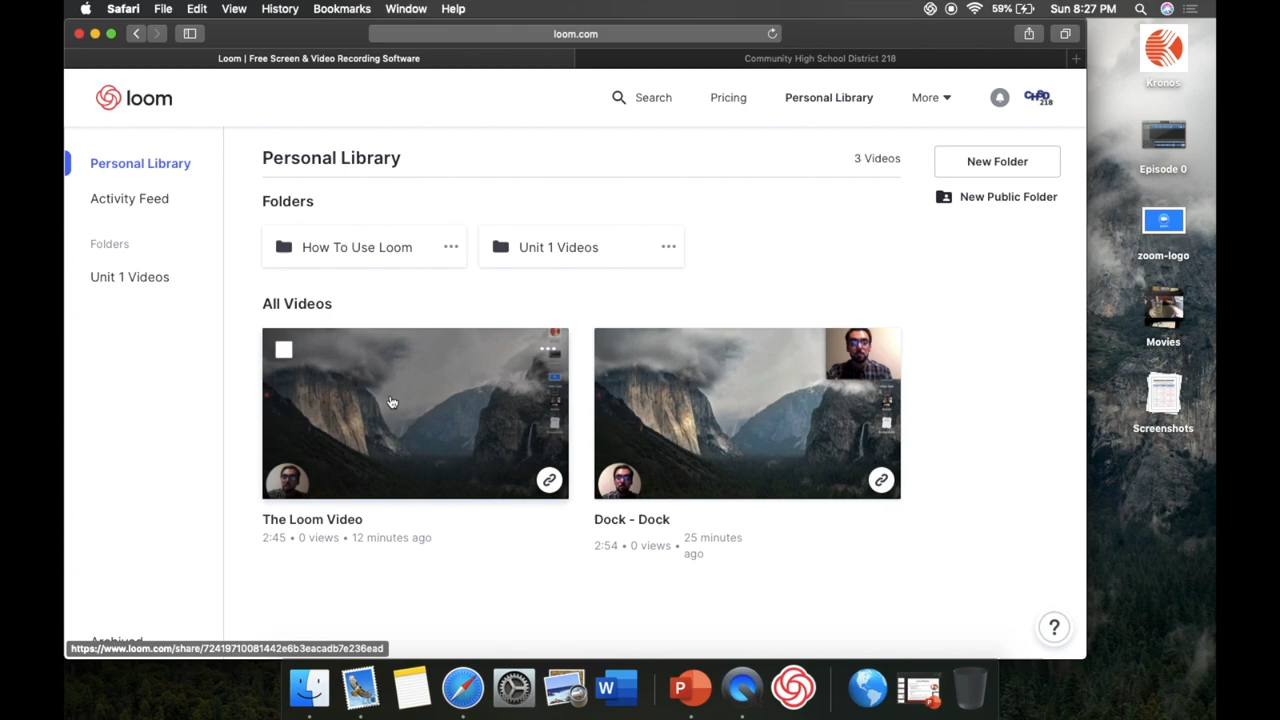 Safari File Edit View History Bookmarks Window Help 59% Sun 8:27 PM
loom.com
Loom | Free Screen & Video Recording Software
Community High School District 218
loom Search Pricing Personal Library More CHSD 218
Personal Library
Activity Feed
Folders
Unit 1 Videos
Archived
Personal Library 3 Videos
New Folder
New Public Folder
Folders
How To Use Loom Unit 1 Videos
All Videos
The Loom Video
2:45 • 0 views • 12 minutes ago
Dock - Dock
2:54 • 0 views • 25 minutes
ago
?
https://www.loom.com/share/72419710081442e6b3eacadb7e236ead
Kronos
Episode 0
zoom-logo
Movies
Screenshots
W
P